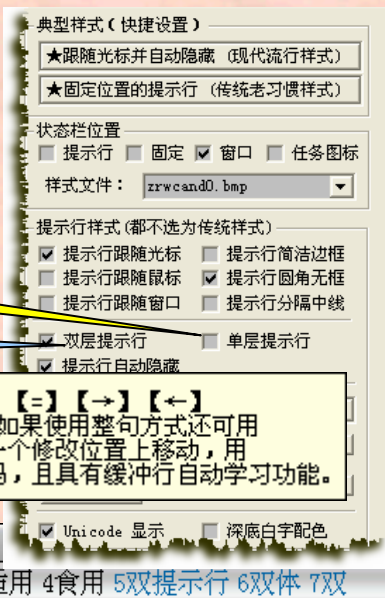 典型样式(快捷设置)
★跟随光标并自动隐藏 (现代流行样式)
★固定位置的提示行 (传统老习惯样式)
状态栏位置
提示行 固定 窗口 任务图标
样式文件: zrwcand0.bmp
提示行样式(都不选为传统样式)
提示行跟随光标 提示行简洁边框
提示行跟随鼠标 提示行圆角无框
提示行跟随窗口 提示行分隔中线
双层提示行 单层提示行
提示行自动隐藏
【=】【→】【←】
如果使用整句方式还可用
一个修改位置上移动,用
,且具有缓冲行自动学习功能。
Unicode 显示 深底白字配色
用 4食用 5双提示行 6双体 7双